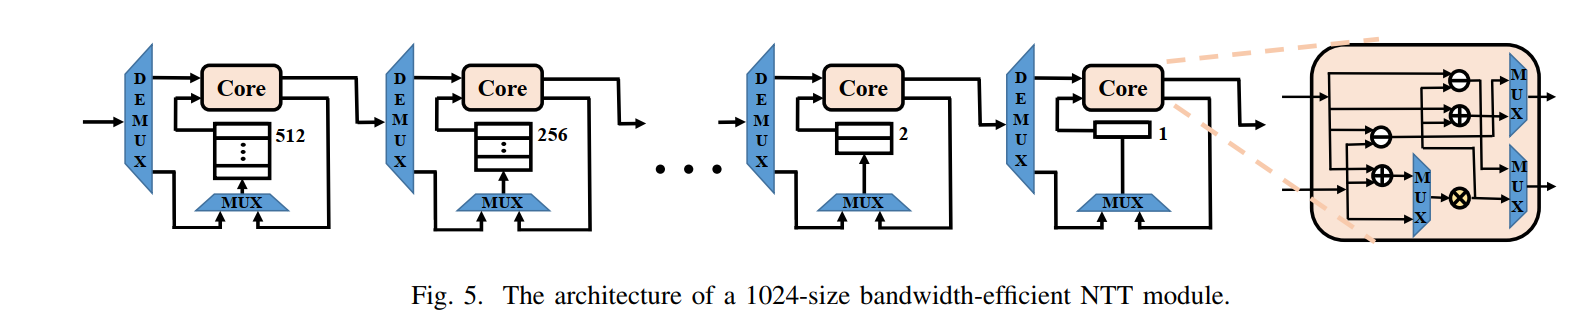 DEMUX
Core
512
MUX
DEMUX
Core
256
MUX
DEMUX
Core
2
MUX
DEMUX
Core
1
MUX
MUX
MUX
MUX
Fig. 5. The architecture of a 1024-size bandwidth-efficient NTT module.